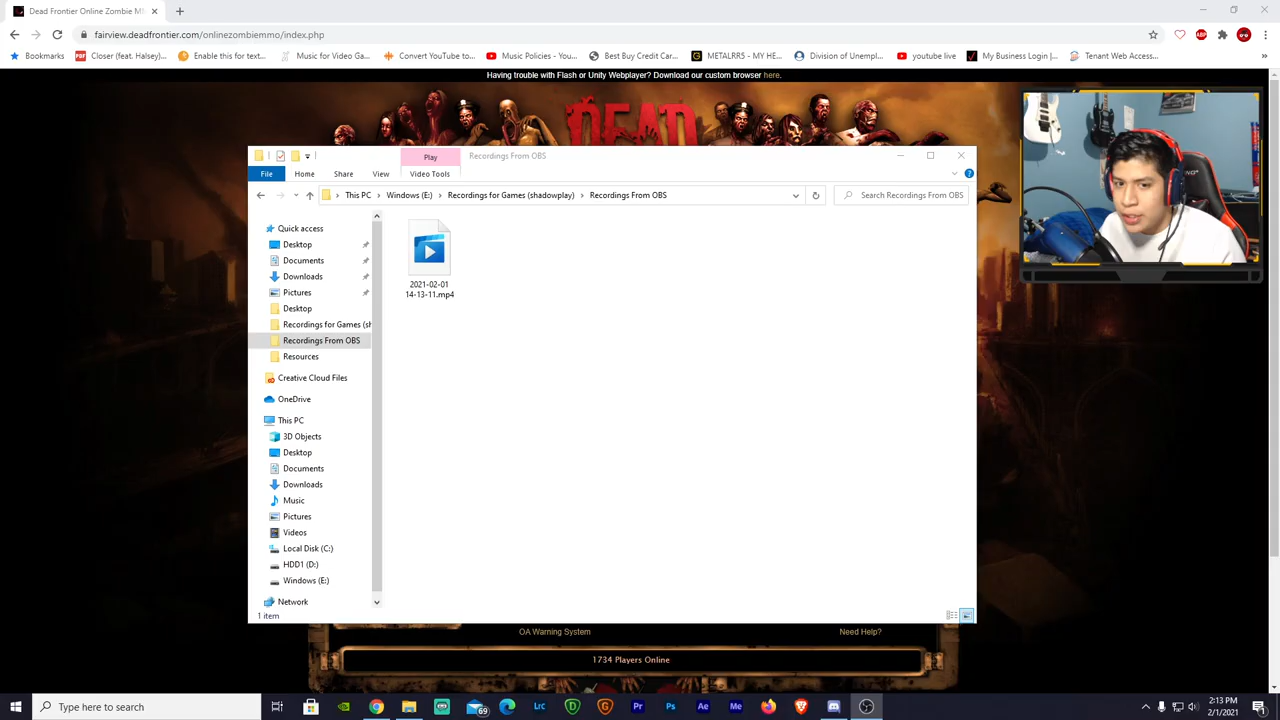 Dead Frontier Online Zombie M
fairview.deadfrontier.com/onlinezombiemmo/index.php
Bookmarks
Closer (feat. Halsey)...
Enable this for text...
Music for Video Ga...
Convert YouTube to...
Music Policies - You...
Best Buy Credit Car...
METALRR5 - MY HE...
Division of Unempl...
youtube live
My Business Login |...
Tenant Web Access...
Having trouble with Flash or Unity Webplayer? Download our custom browser here.
DEAD
Play
Recordings From OBS
File
Home
Share
View
Video Tools
This PC > Windows (E:) > Recordings for Games (shadowplay) > Recordings From OBS
Search Recordings From OBS
Quick access
Desktop
Documents
Downloads
Pictures
Desktop
Recordings for Games (sh
Recordings From OBS
Resources
Creative Cloud Files
OneDrive
This PC
3D Objects
Desktop
Documents
Downloads
Music
Pictures
Videos
Local Disk (C:)
HDD1 (D:)
Windows (E:)
Network
2021-02-01
14-13-11.mp4
1 item
OA Warning System
Need Help?
1734 Players Online
Type here to search
69
Lrc
Pr
Ps
Ae
Me
2:13 PM
2/1/2021